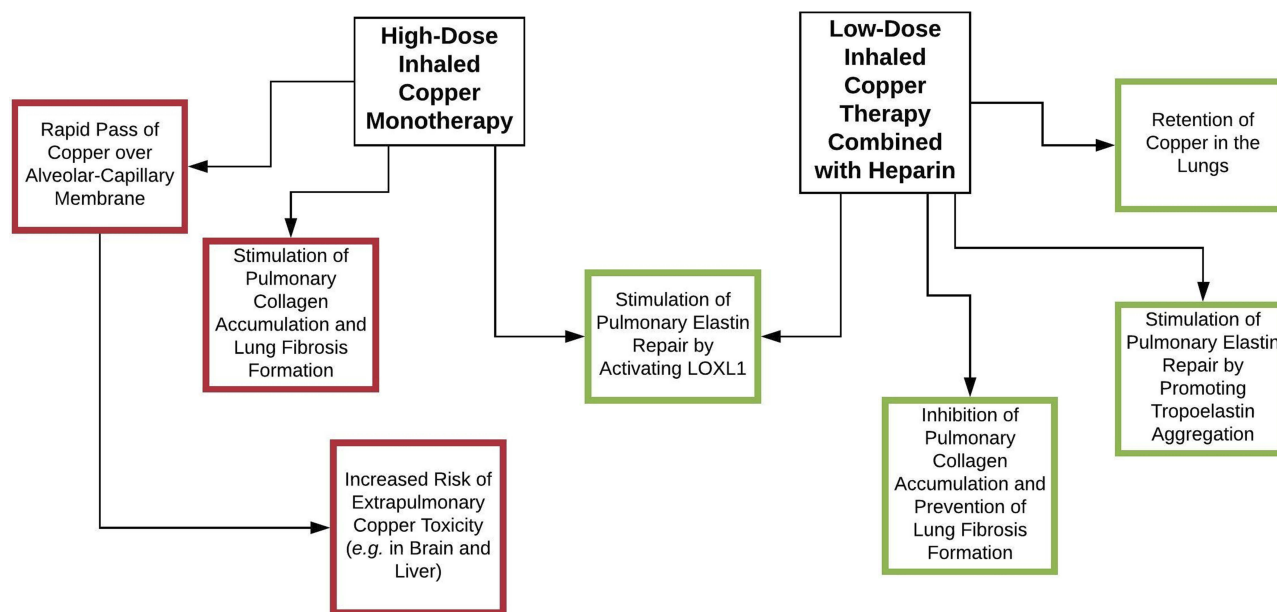 High-Dose
Inhaled
Copper
Monotherapy
Low-Dose
Inhaled
Copper
Therapy
Combined
with Heparin
Rapid Pass of
Copper over
Alveolar-Capillary
Membrane
Retention of
Copper in the
Lungs
Stimulation of
Pulmonary
Collagen
Accumulation and
Lung Fibrosis
Formation
Stimulation of
Pulmonary Elastin
Repair by
Activating LOXL1
Stimulation of
Pulmonary Elastin
Repair by
Promoting
Tropoelastin
Aggregation
Inhibition of
Pulmonary
Collagen
Accumulation and
Prevention of
Lung Fibrosis
Formation
Increased Risk of
Extrapulmonary
Copper Toxicity
(e.g. in Brain and
Liver)